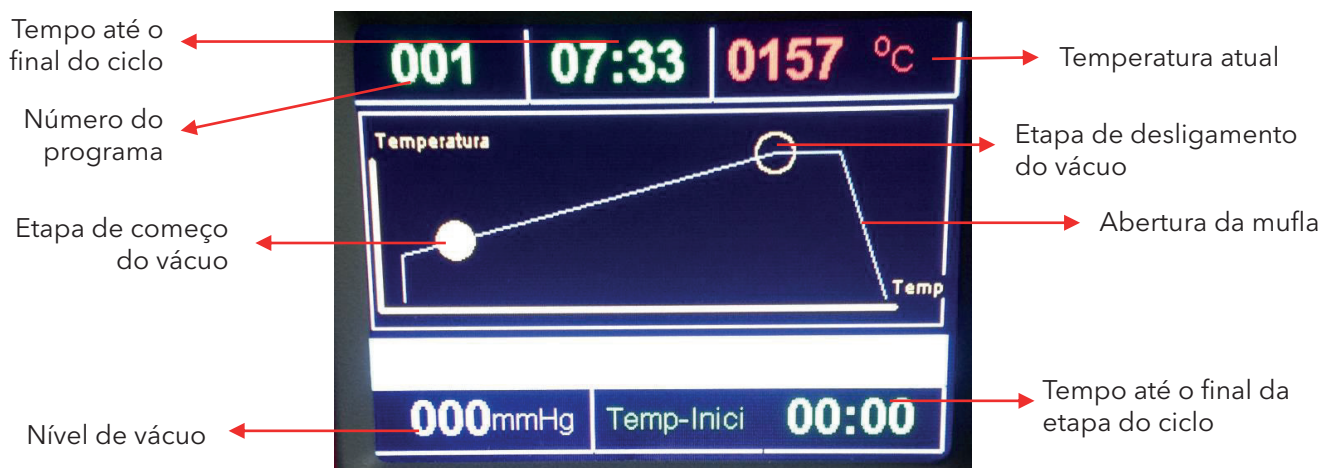 Tempo até o
final do ciclo
Número do
programa
Etapa de começo
do vácuo
Nível de vácuo
001
07:33
0157 ºC
Temperatura
Temp
000mmHg
Temp-Inici
00:00
Temperatura atual
Etapa de desligamento
do vácuo
Abertura da mufla
Tempo até o final da
etapa do ciclo